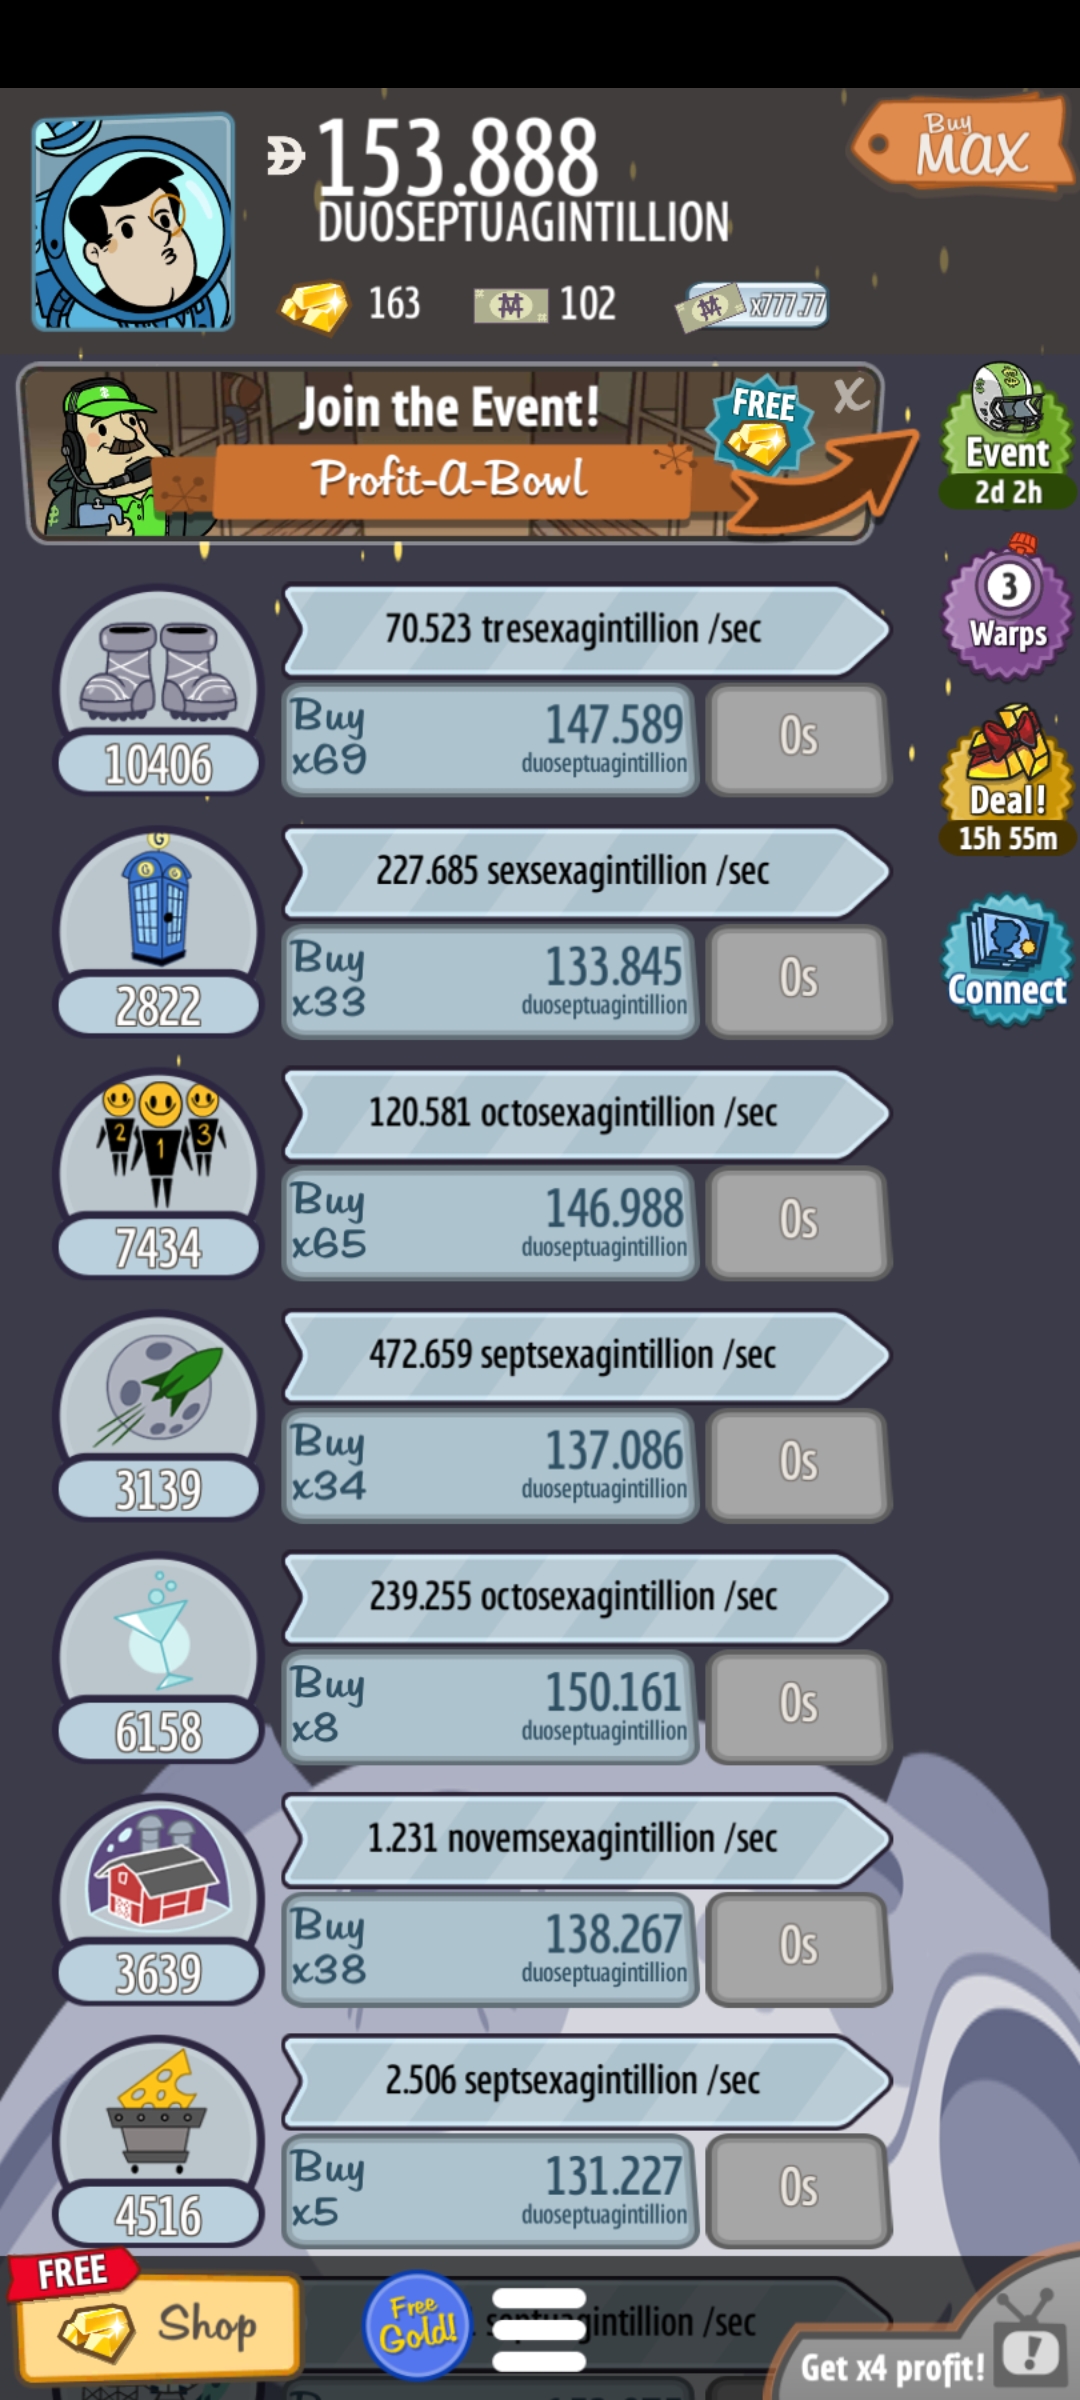 153.888
DUOSEPTUAGINTILLION
Buy
MAX
163
102
x777.77
Join the Event!
Profit-A-Bowl
FREE
X
Event
2d 2h
3
Warps
Deal!
15h 55m
Connect
70.523 tresexagintillion /sec
10406
Buy
x69
147.589
duoseptuagintillion
0s
227.685 sexsexagintillion /sec
2822
Buy
x33
133.845
duoseptuagintillion
0s
2
1
3
120.581 octosexagintillion /sec
7434
Buy
x65
146.988
duoseptuagintillion
0s
472.659 septsexagintillion /sec
3139
Buy
x34
137.086
duoseptuagintillion
0s
239.255 octosexagintillion /sec
6158
Buy
x8
150.161
duoseptuagintillion
0s
1.231 novemsexagintillion /sec
3639
Buy
x38
138.267
duoseptuagintillion
0s
2.506 septsexagintillion /sec
4516
Buy
x5
131.227
duoseptuagintillion
0s
FREE
Shop
Free
Gold!
/sec
Get x4 profit!